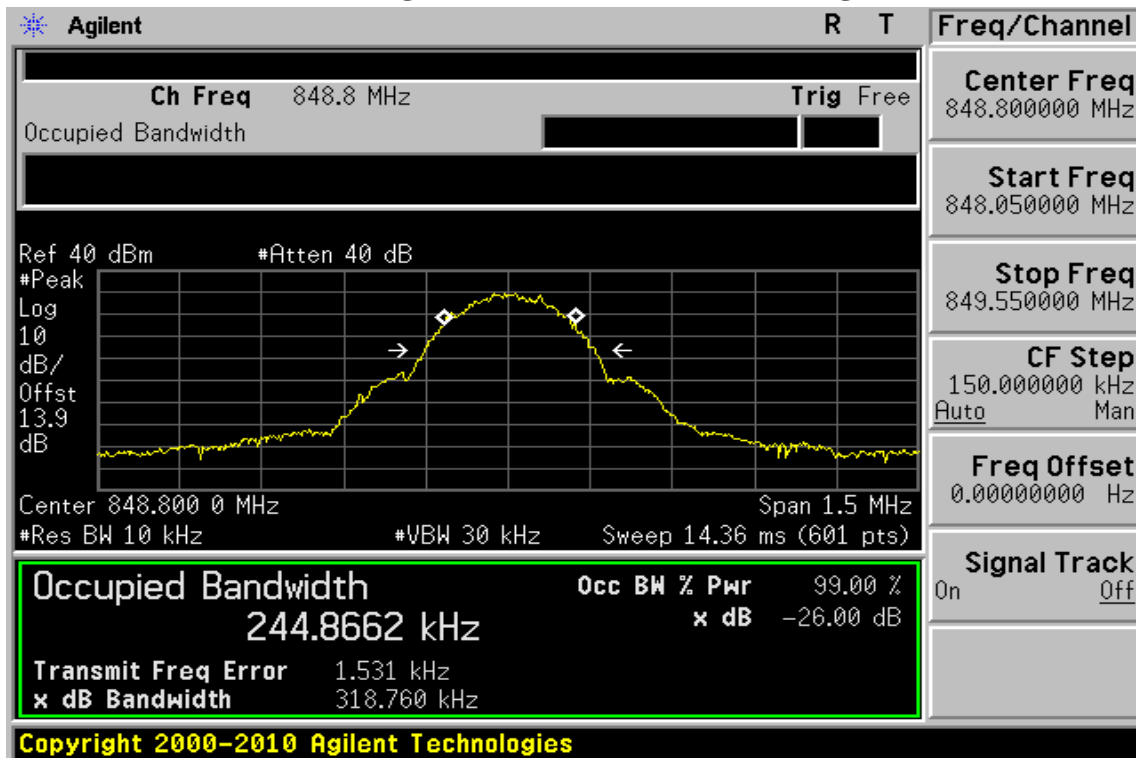 Agilent R T Freq/Channel
Ch Freq 848.8 MHz Trig Free
Occupied Bandwidth
Center Freq
848.800000 MHz
Start Freq
848.050000 MHz
Stop Freq
849.550000 MHz
CF Step
150.000000 kHz
Auto Man
Freq Offset
0.00000000 Hz
Signal Track
On Off
Ref 40 dBm #Atten 40 dB
#Peak
Log
10
dB/
Offst
13.9
dB
Center 848.800 0 MHz Span 1.5 MHz
#Res BW 10 kHz #VBW 30 kHz Sweep 14.36 ms (601 pts)
Occupied Bandwidth Occ BW % Pwr 99.00 %
244.8662 kHz x dB -26.00 dB
Transmit Freq Error 1.531 kHz
x dB Bandwidth 318.760 kHz
Copyright 2000-2010 Agilent Technologies